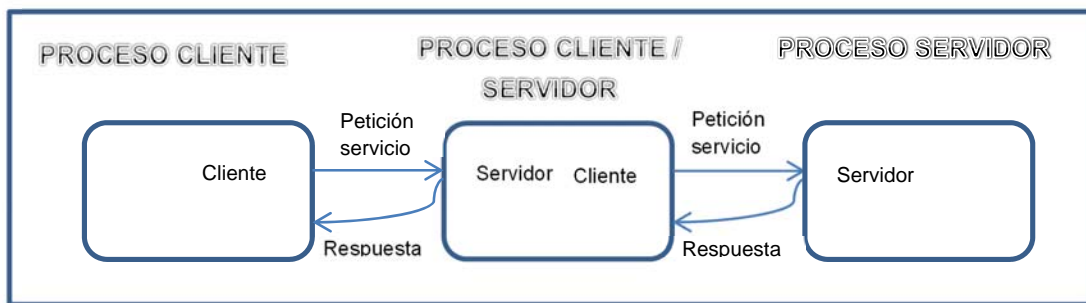 PROCESO CLIENTE
PROCESO CLIENTE /
SERVIDOR
PROCESO SERVIDOR
Petición
servicio
Petición
servicio
Cliente
Servidor
Cliente
Servidor
Respuesta
Respuesta